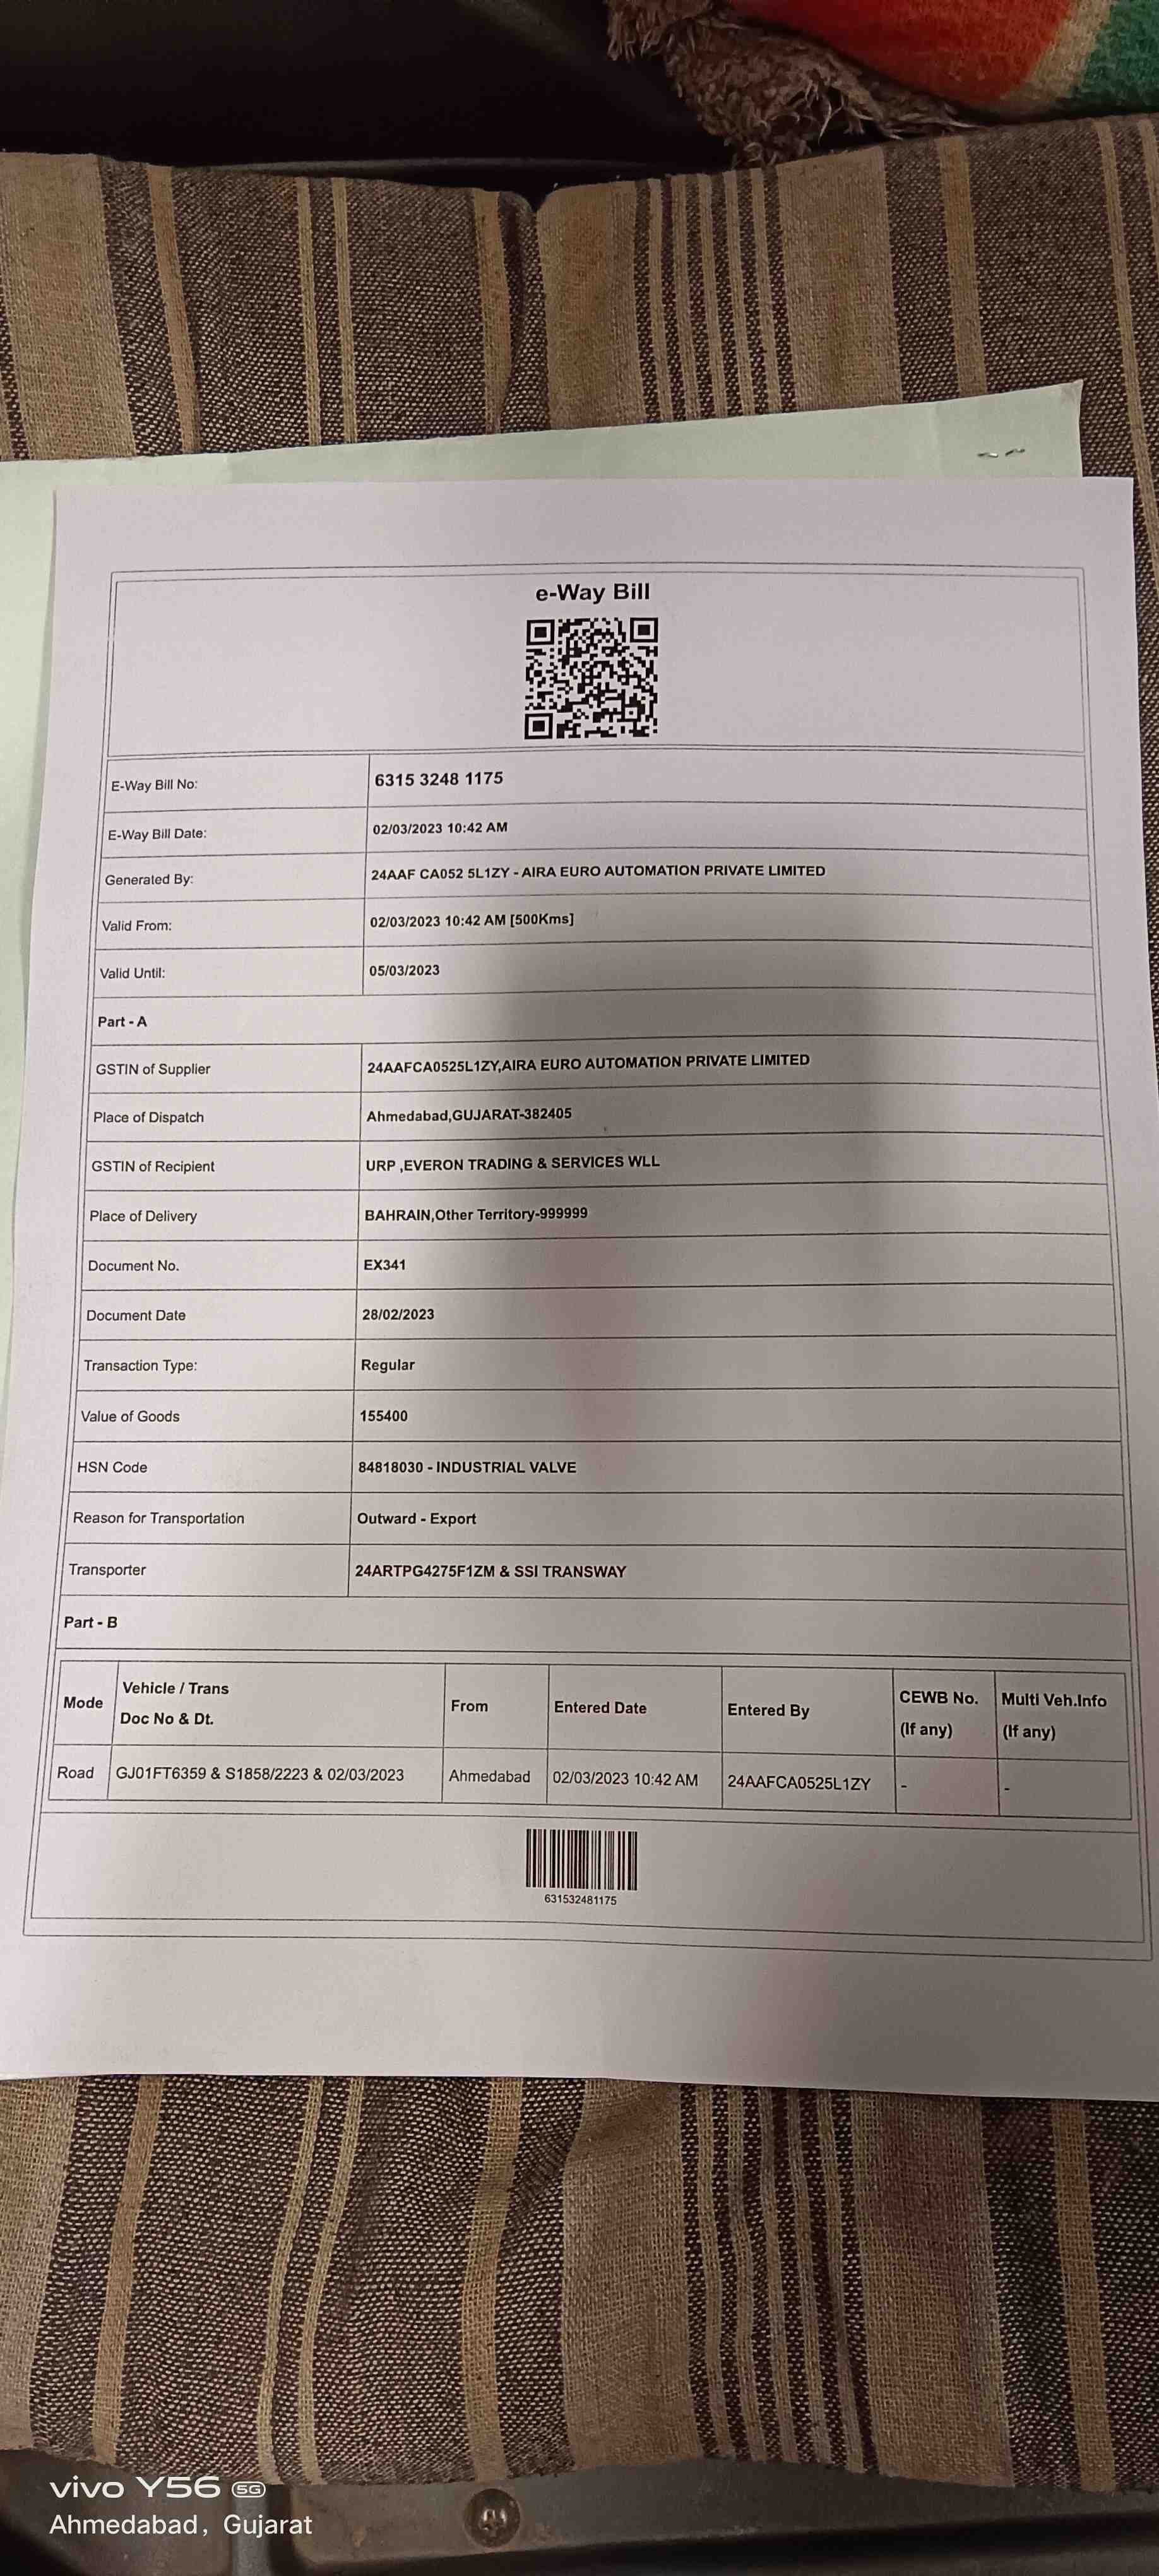 e-Way Bill
E-Way Bill No: 6315 3248 1175
E-Way Bill Date: 02/03/2023 10:42 AM
Generated By: 24AAF CA052 5L1ZY - AIRA EURO AUTOMATION PRIVATE LIMITED
Valid From: 02/03/2023 10:42 AM [500Kms]
Valid Until: 05/03/2023
Part - A
GSTIN of Supplier 24AAFCA0525L1ZY,AIRA EURO AUTOMATION PRIVATE LIMITED
Place of Dispatch Ahmedabad,GUJARAT-382405
GSTIN of Recipient URP ,EVERON TRADING & SERVICES WLL
Place of Delivery BAHRAIN,Other Territory-999999
Document No. EX341
Document Date 28/02/2023
Transaction Type: Regular
Value of Goods 155400
HSN Code 84818030 - INDUSTRIAL VALVE
Reason for Transportation Outward - Export
Transporter 24ARTPG4275F1ZM & SSI TRANSWAY
Part - B
Mode Vehicle / Trans Doc No & Dt. From Entered Date Entered By CEWB No. (If any) Multi Veh.Info (If any)
Road GJ01FT6359 & S1858/2223 & 02/03/2023 Ahmedabad 02/03/2023 10:42 AM 24AAFCA0525L1ZY - -
631532481175
vivo Y56 5G
Ahmedabad, Gujarat